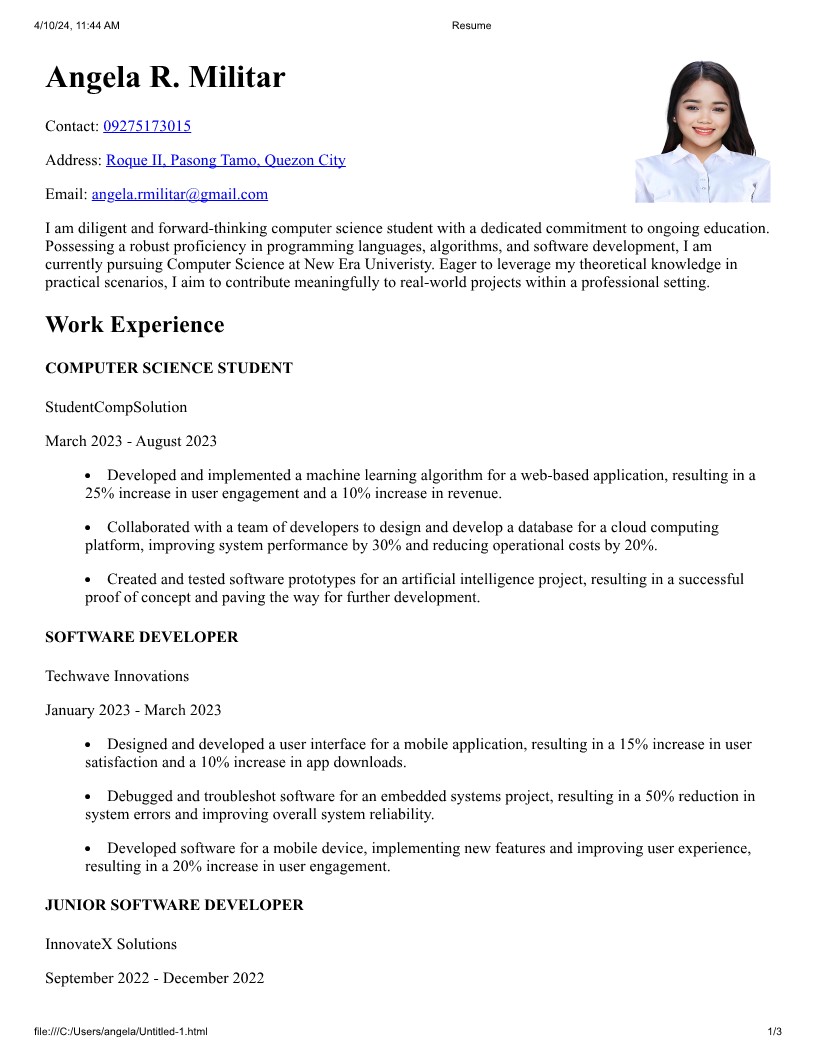 4/10/24, 11:44 AM
Resume
Angela R. Militar
Contact: 09275173015
Address: Roque II, Pasong Tamo, Quezon City
Email: angela.rmilitar@gmail.com
I am diligent and forward-thinking computer science student with a dedicated commitment to ongoing education.
Possessing a robust proficiency in programming languages, algorithms, and software development, I am
currently pursuing Computer Science at New Era Univeristy. Eager to leverage my theoretical knowledge in
practical scenarios, I aim to contribute meaningfully to real-world projects within a professional setting.
Work Experience
COMPUTER SCIENCE STUDENT
StudentCompSolution
March 2023 - August 2023
• Developed and implemented a machine learning algorithm for a web-based application, resulting in a
25% increase in user engagement and a 10% increase in revenue.
• Collaborated with a team of developers to design and develop a database for a cloud computing
platform, improving system performance by 30% and reducing operational costs by 20%.
• Created and tested software prototypes for an artificial intelligence project, resulting in a successful
proof of concept and paving the way for further development.
SOFTWARE DEVELOPER
Techwave Innovations
January 2023 - March 2023
• Designed and developed a user interface for a mobile application, resulting in a 15% increase in user
satisfaction and a 10% increase in app downloads.
• Debugged and troubleshot software for an embedded systems project, resulting in a 50% reduction in
system errors and improving overall system reliability.
• Developed software for a mobile device, implementing new features and improving user experience,
resulting in a 20% increase in user engagement.
JUNIOR SOFTWARE DEVELOPER
InnovateX Solutions
September 2022 - December 2022
file:///C:/Users/angela/Untitled-1.html
1/3